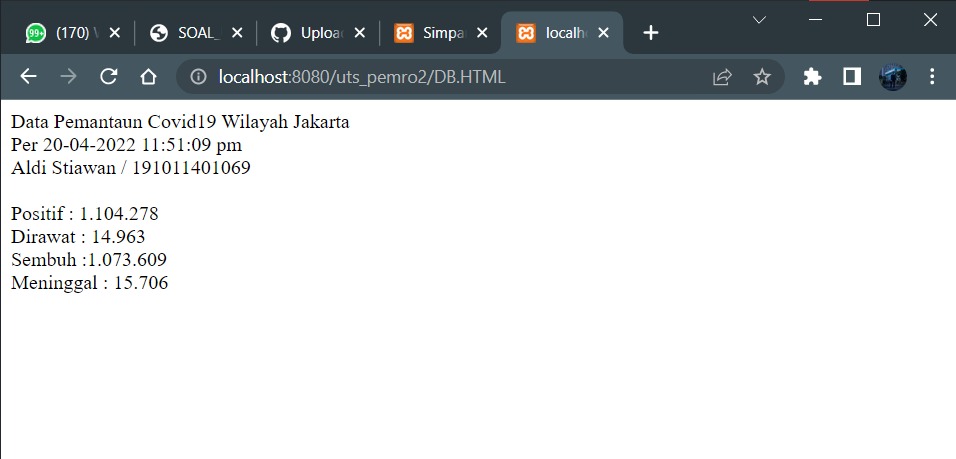 99+
(170)
SOAL_
Uploa
Simpa
localh
localhost:8080/uts_pemro2/DB.HTML
Data Pemantaun Covid19 Wilayah Jakarta
Per 20-04-2022 11:51:09 pm
Aldi Stiawan / 191011401069
Positif : 1.104.278
Dirawat : 14.963
Sembuh :1.073.609
Meninggal : 15.706